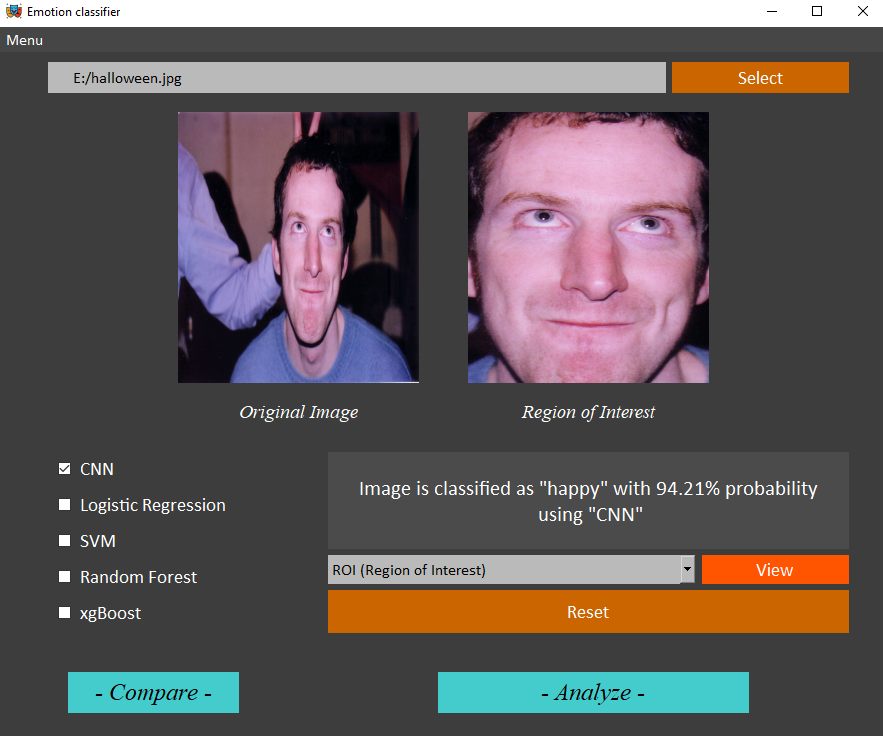 Emotion classifier
Menu
E:/halloween.jpg
Select
Original Image
Region of Interest
CNN
Logistic Regression
SVM
Random Forest
xgBoost
Image is classified as "happy" with 94.21% probability
using "CNN"
ROI (Region of Interest)
View
Reset
- Compare -
- Analyze -